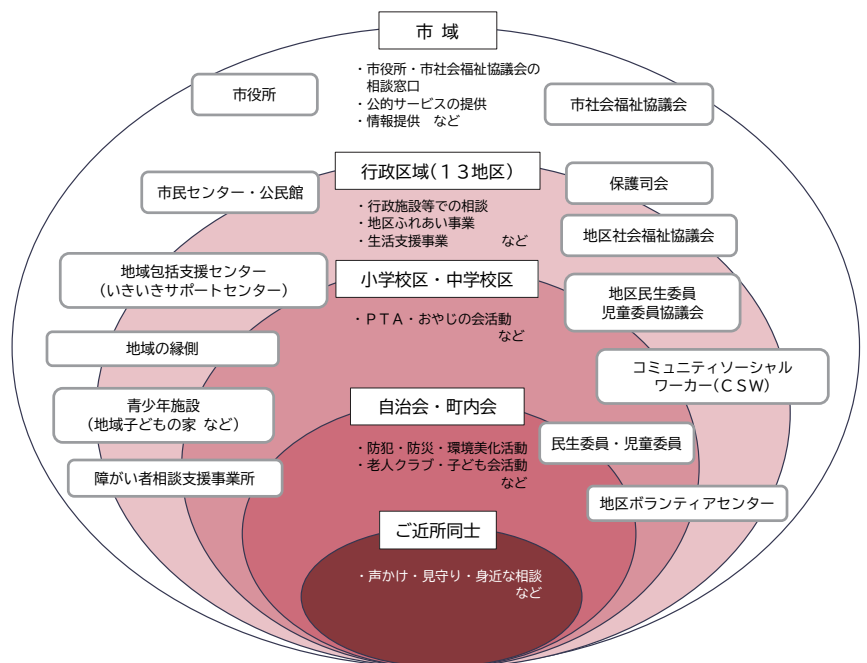 市 域
・市役所・市社会福祉協議会の
相談窓口
・公的サービスの提供
・情報提供　など
市役所
市社会福祉協議会
行政区域(１３地区)
市民センター・公民館
保護司会
・行政施設等での相談
・地区ふれあい事業
・生活支援事業　　　など
地区社会福祉協議会
地域包括支援センター
(いきいきサポートセンター)
小学校区・中学校区
地区民生委員
児童委員協議会
・ＰＴＡ・おやじの会活動
など
地域の縁側
コミュニティソーシャル
ワーカー(ＣＳＷ)
青少年施設
(地域子どもの家 など)
自治会・町内会
・防犯・防災・環境美化活動
・老人クラブ・子ども会活動
など
民生委員・児童委員
障がい者相談支援事業所
地区ボランティアセンター
ご近所同士
・声かけ・見守り・身近な相談
など